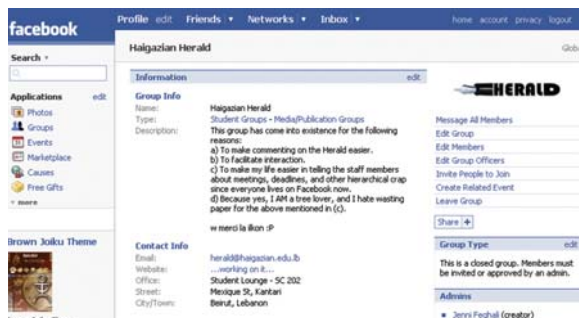 facebook
Profile edit Friends ▾ Networks ▾ Inbox ▾
home account privacy logout
Search ▾
Applications edit
Photos
Groups
Events
Marketplace
Causes
Free Gifts
▾ more
Brown Joiku Theme
Haigazian Herald
Information edit
Group Info
Name: Haigazian Herald
Type: Student Groups - Media/Publication Groups
Description: This group has come into existence for the following
reasons:
a) To make commenting on the Herald easier.
b) To facilitate interaction.
c) To make my life easier in telling the staff members
about meetings, deadlines, and other hierarchical crap
since everyone lives on Facebook now.
d) Because yes, I AM a tree lover, and I hate wasting
paper for the above mentioned in (c).
w merci la ilkon :P
Contact Info
Email: herald@haigazian.edu.lb
Website: ...working on it...
Office: Student Lounge - SC 202
Street: Mexique St, Kantari
City/Town: Beirut, Lebanon
HERALD
Message All Members
Edit Group
Edit Members
Edit Group Officers
Invite People to Join
Create Related Event
Leave Group
Share +
Group Type edit
This is a closed group. Members must
be invited or approved by an admin.
Admins
Jenni Feghali (creator)